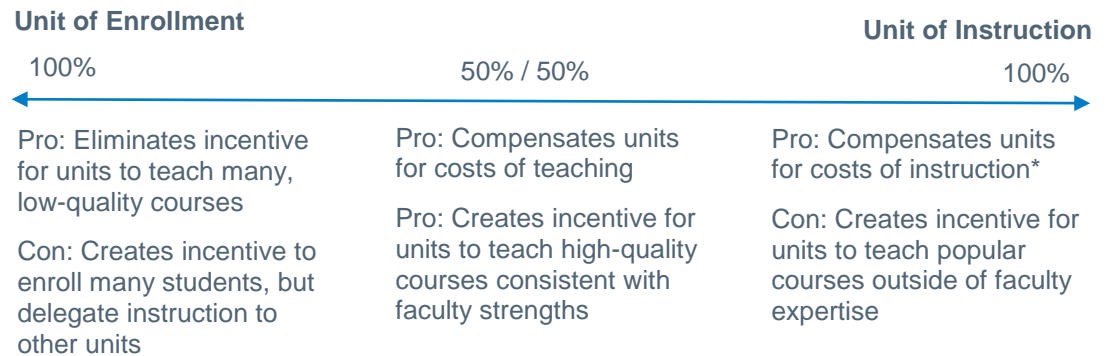 Unit of Enrollment
Unit of Instruction
100%
50% / 50%
100%
Pro: Eliminates incentive
for units to teach many,
low-quality courses
Con: Creates incentive to
enroll many students, but
delegate instruction to
other units
Pro: Compensates units
for costs of teaching
Pro: Creates incentive for
units to teach high-quality
courses consistent with
faculty strengths
Pro: Compensates units
for costs of instruction*
Con: Creates incentive for
units to teach popular
courses outside of faculty
expertise